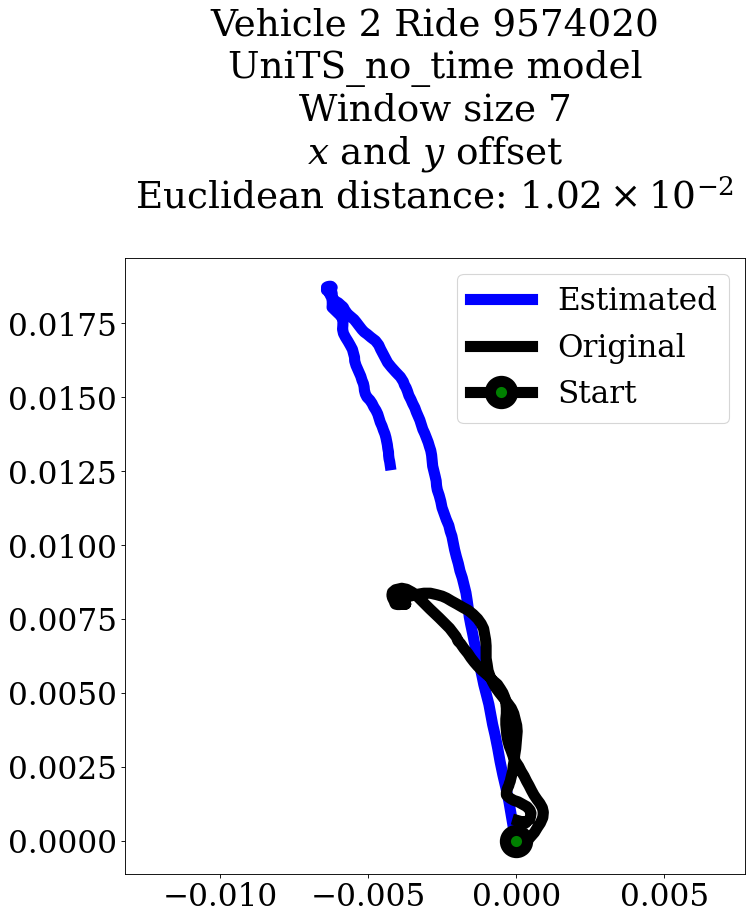 Vehicle 2 Ride 9574020
UniTS_no_time model
Window size 7
x and y offset
Euclidean distance: 1.02 × 10⁻²
Estimated
Original
Start
0.0175
0.0150
0.0125
0.0100
0.0075
0.0050
0.0025
0.0000
−0.010 −0.005 0.000 0.005